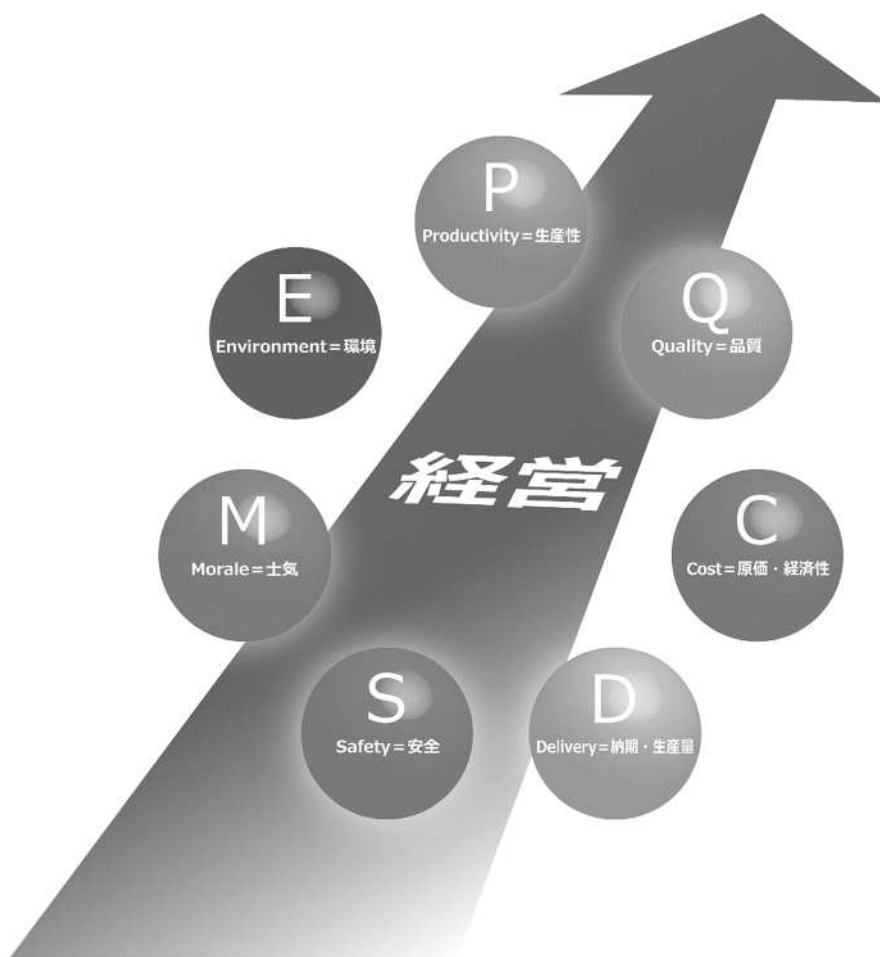 P
Productivity=生産性
E
Environment=環境
Q
Quality=品質
経営
M
Morale=士気
C
Cost=原価・経済性
S
Safety=安全
D
Delivery=納期・生産量